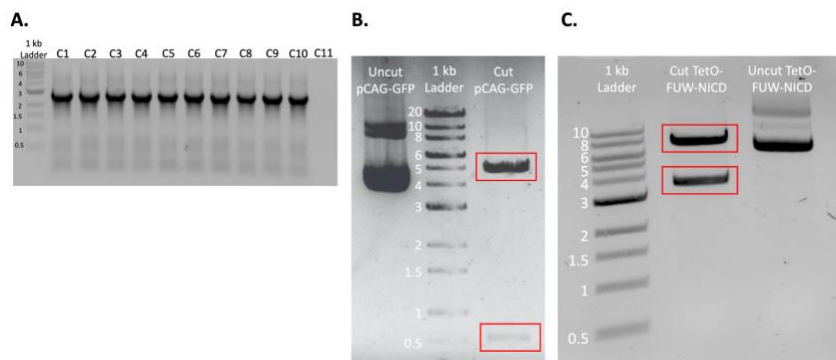 A.
1 kb
Ladder
C1 C2 C3 C4 C5 C6 C7 C8 C9 C10 C11
10
6
4
3
2
1.5
1
0.5
B.
Uncut
pCAG-GFP
1 kb
Ladder
Cut
pCAG-GFP
20
10
8
6
5
4
3
2
1.5
1
0.5
C.
1 kb
Ladder
Cut TetO-
FUW-NICD
Uncut TetO-
FUW-NICD
10
8
6
5
4
3
2
1.5
1
0.5